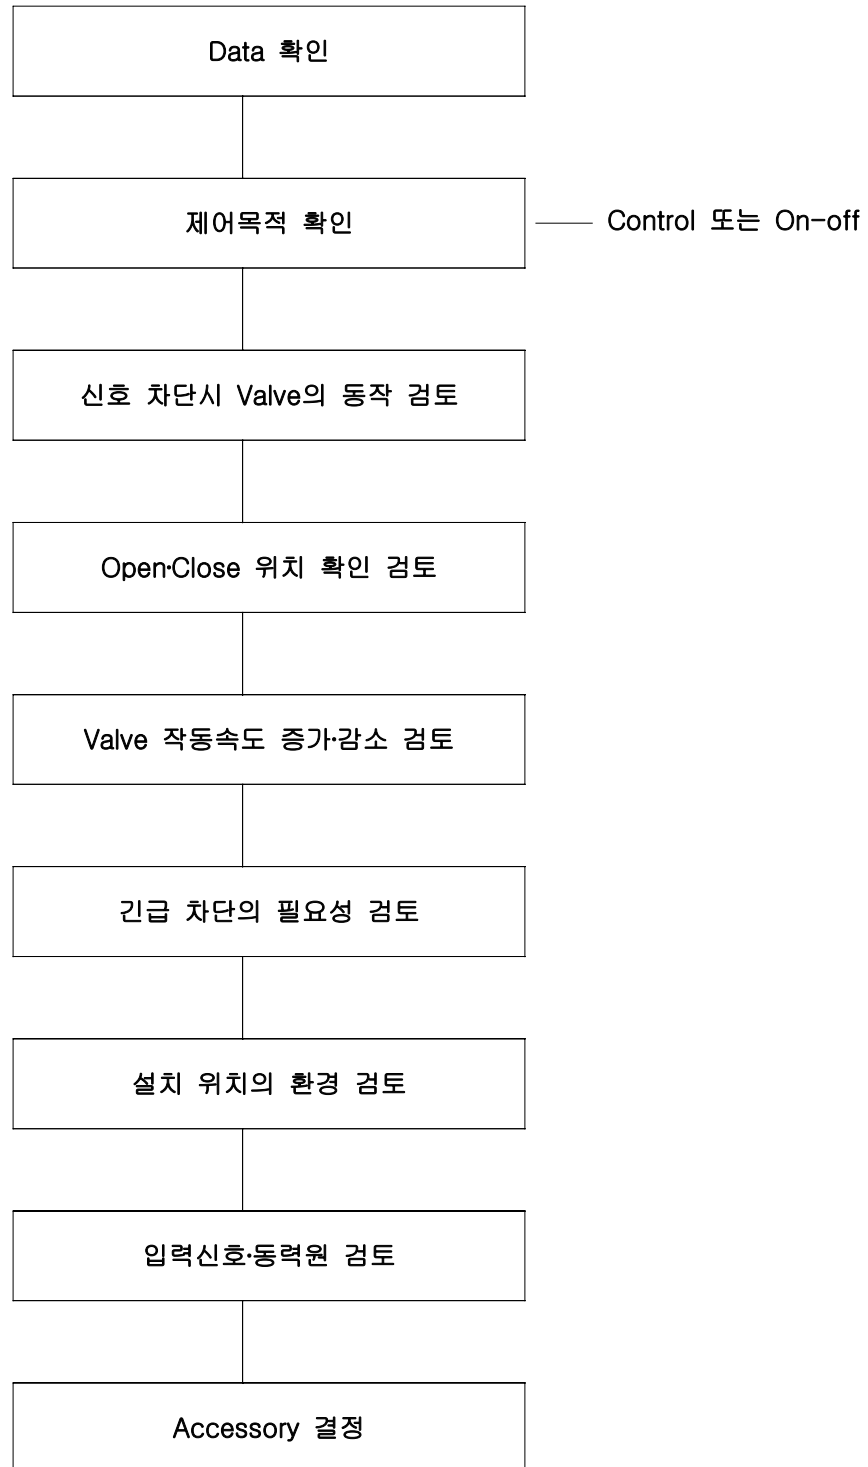 Data 확인
제어목적 확인
Control 또는 On-off
신호 차단시 Valve의 동작 검토
Open·Close 위치 확인 검토
Valve 작동속도 증가·감소 검토
긴급 차단의 필요성 검토
설치 위치의 환경 검토
입력신호·동력원 검토
Accessory 결정